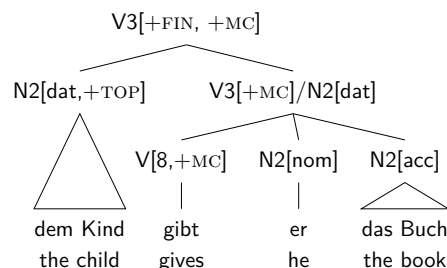 V3[+FIN, +MC]
N2[dat,+TOP] V3[+MC]/N2[dat]
V[8,+MC] N2[nom] N2[acc]
dem Kind gibt er das Buch
the child gives he the book